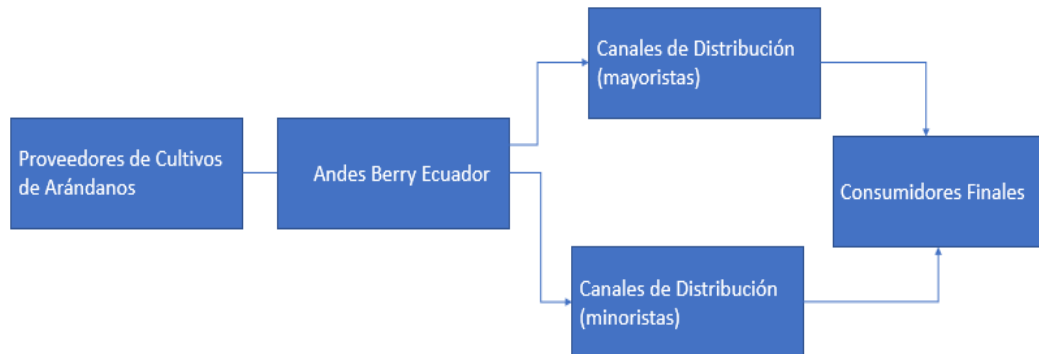 Canales de Distribución
(mayoristas)
Proveedores de Cultivos
de Arándanos
Andes Berry Ecuador
Consumidores Finales
Canales de Distribución
(minoristas)